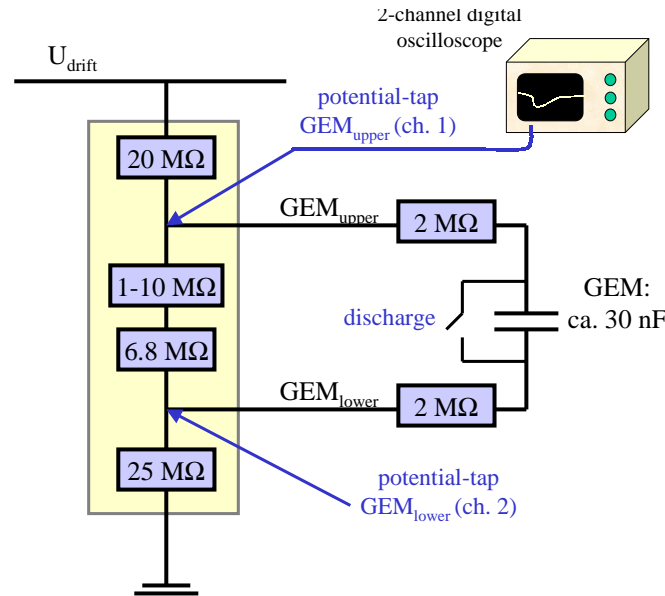 2-channel digital
oscilloscope
U_drift
potential-tap
GEM_upper (ch. 1)
20 MΩ
GEM_upper
2 MΩ
1-10 MΩ
discharge
GEM:
ca. 30 nF
6.8 MΩ
GEM_lower
2 MΩ
25 MΩ
potential-tap
GEM_lower (ch. 2)